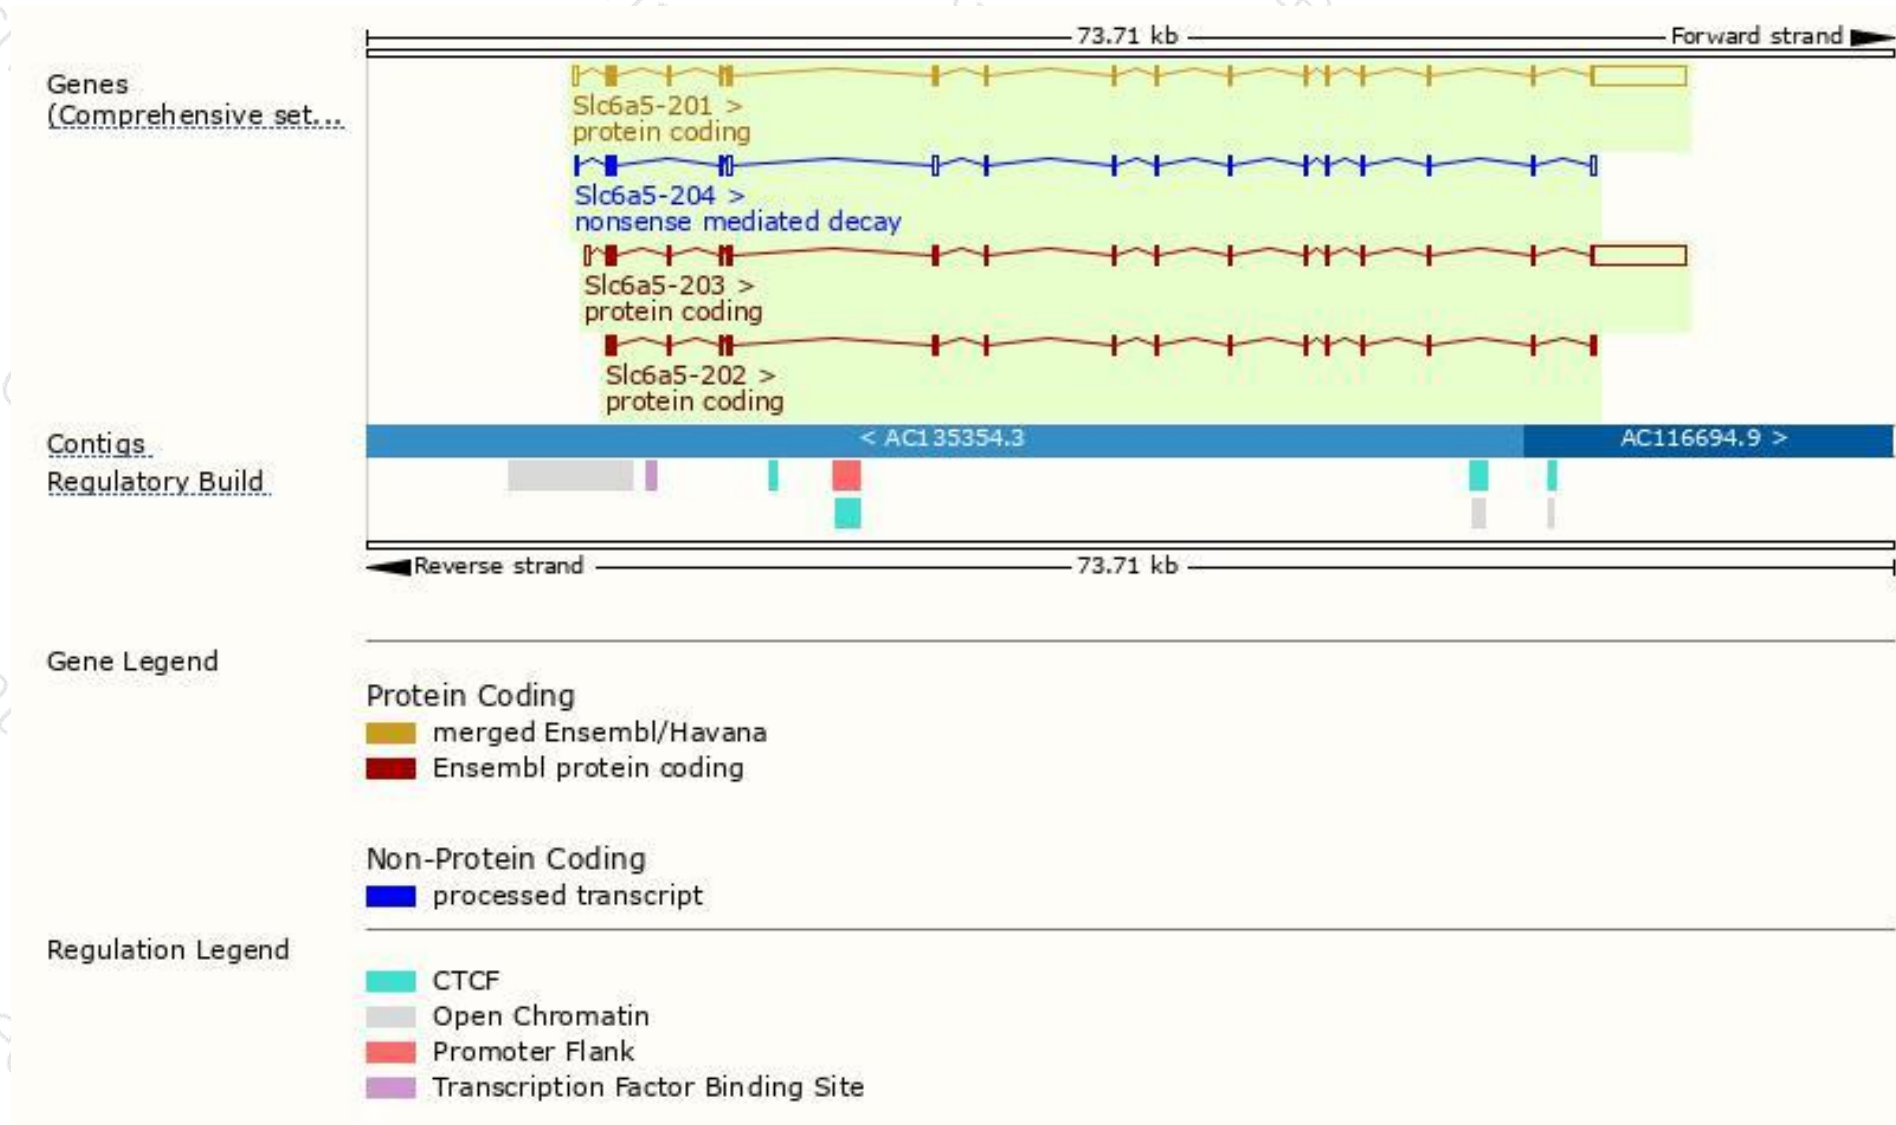 73.71 kb
Forward strand
Genes
(Comprehensive set...
Slc6a5-201 >
protein coding
Slc6a5-204 >
nonsense mediated decay
Slc6a5-203 >
protein coding
Slc6a5-202 >
protein coding
Contigs
< AC135354.3
AC116694.9 >
Regulatory Build
Reverse strand
73.71 kb
Gene Legend
Protein Coding
merged Ensembl/Havana
Ensembl protein coding
Non-Protein Coding
processed transcript
Regulation Legend
CTCF
Open Chromatin
Promoter Flank
Transcription Factor Binding Site